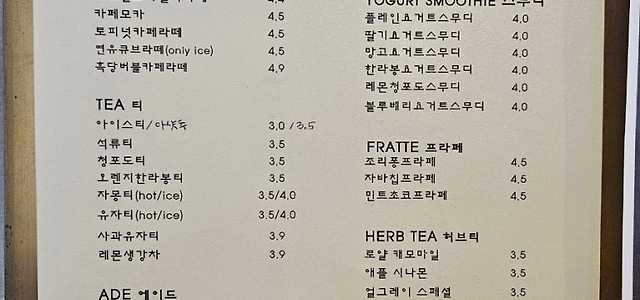 카페모카 4,5
토피넛카페라떼 4,5
연유큐브라떼(only ice) 4,5
흑당버블카페라떼 4,9
TEA 티
아이스티/아샷추 3,0 / 3.5
석류티 3,5
청포도티 3,5
오렌지한라봉티 3,5
자몽티(hot/ice) 3,5/4,0
유자티(hot/ice) 3,5/4,0
사과유자티 3,9
레몬생강차 3,9
ADE 에이드
YOGURT SMOOTHIE 스무디
플레인요거트스무디 4,0
딸기요거트스무디 4,0
망고요거트스무디 4,0
한라봉요거트스무디 4,0
레몬청포도스무디 4,0
블루베리요거트스무디 4,0
FRATTE 프라페
조리퐁프라페 4,5
자바칩프라페 4,5
민트초코프라페 4,5
HERB TEA 허브티
로얄 캐모마일 3,5
애플 시나몬 3,5
얼그레이 스페셜 3,5